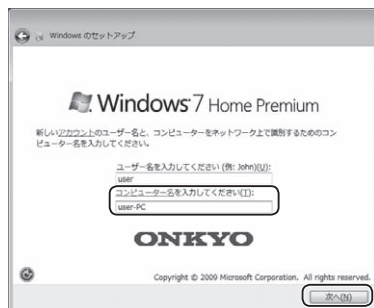 Windows のセットアップ
Windows 7 Home Premium
新しいアカウントのユーザー名と、コンピューターをネットワーク上で識別するためのコン
ピューター名を入力してください。
ユーザー名を入力してください (例: John)(U):
user
コンピューター名を入力してください(T):
user-PC
ONKYO
Copyright © 2009 Microsoft Corporation. All rights reserved.
次へ(N)